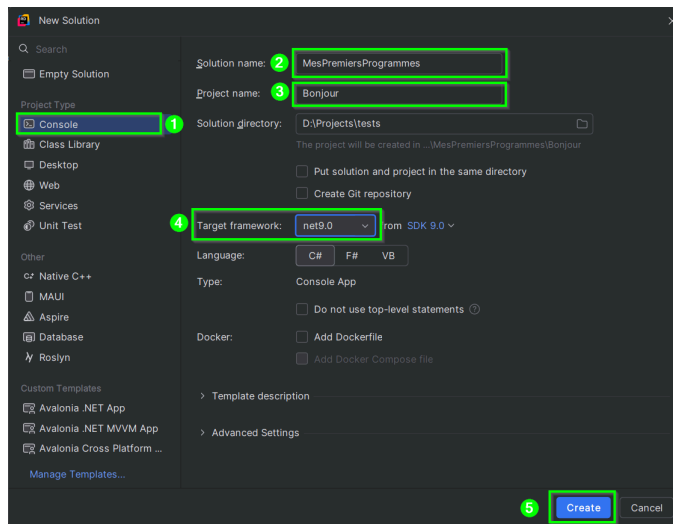 New Solution
Search
Empty Solution
Project Type
Console
1
Class Library
Desktop
Web
Services
Unit Test
Other
Native C++
MAUI
Aspire
Database
Roslyn
Custom Templates
Avalonia .NET App
Avalonia .NET MVVM App
Avalonia Cross Platform ...
Manage Templates...
Solution name: 2 MesPremiersProgrammes
Project name: 3 Bonjour
Solution directory: D:\Projects\tests
The project will be created in ...\MesPremiersProgrammes\Bonjour
Put solution and project in the same directory
Create Git repository
4 Target framework: net9.0 from SDK 9.0
Language: C# F# VB
Type: Console App
Do not use top-level statements ?
Docker: Add Dockerfile
Add Docker Compose file
Template description
Advanced Settings
5 Create Cancel